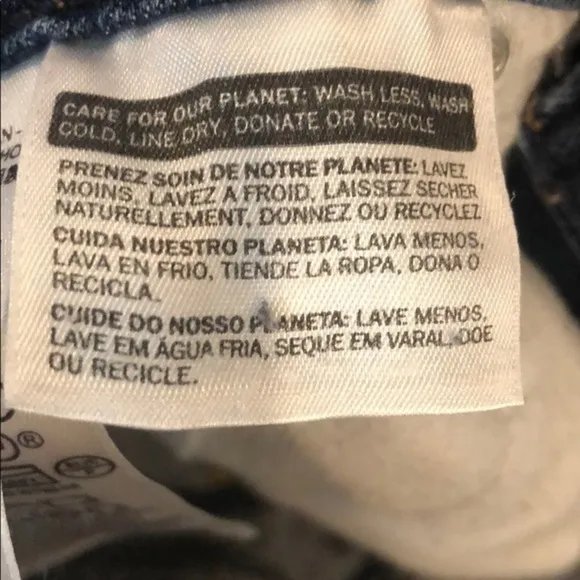 CARE FOR OUR PLANET: WASH LESS, WASH
COLD, LINE DRY, DONATE OR RECYCLE
PRENEZ SOIN DE NOTRE PLANETE: LAVEZ
MOINS, LAVEZ A FROID, LAISSEZ SECHER
NATURELLEMENT, DONNEZ OU RECYCLEZ
CUIDA NUESTRO PLANETA: LAVA MENOS,
LAVA EN FRIO, TIENDE LA ROPA, DONA O
RECICLA.
CUIDE DO NOSSO PLANETA: LAVE MENOS,
LAVE EM ÁGUA FRIA, SEQUE EM VARAL, DOE
OU RECICLE.